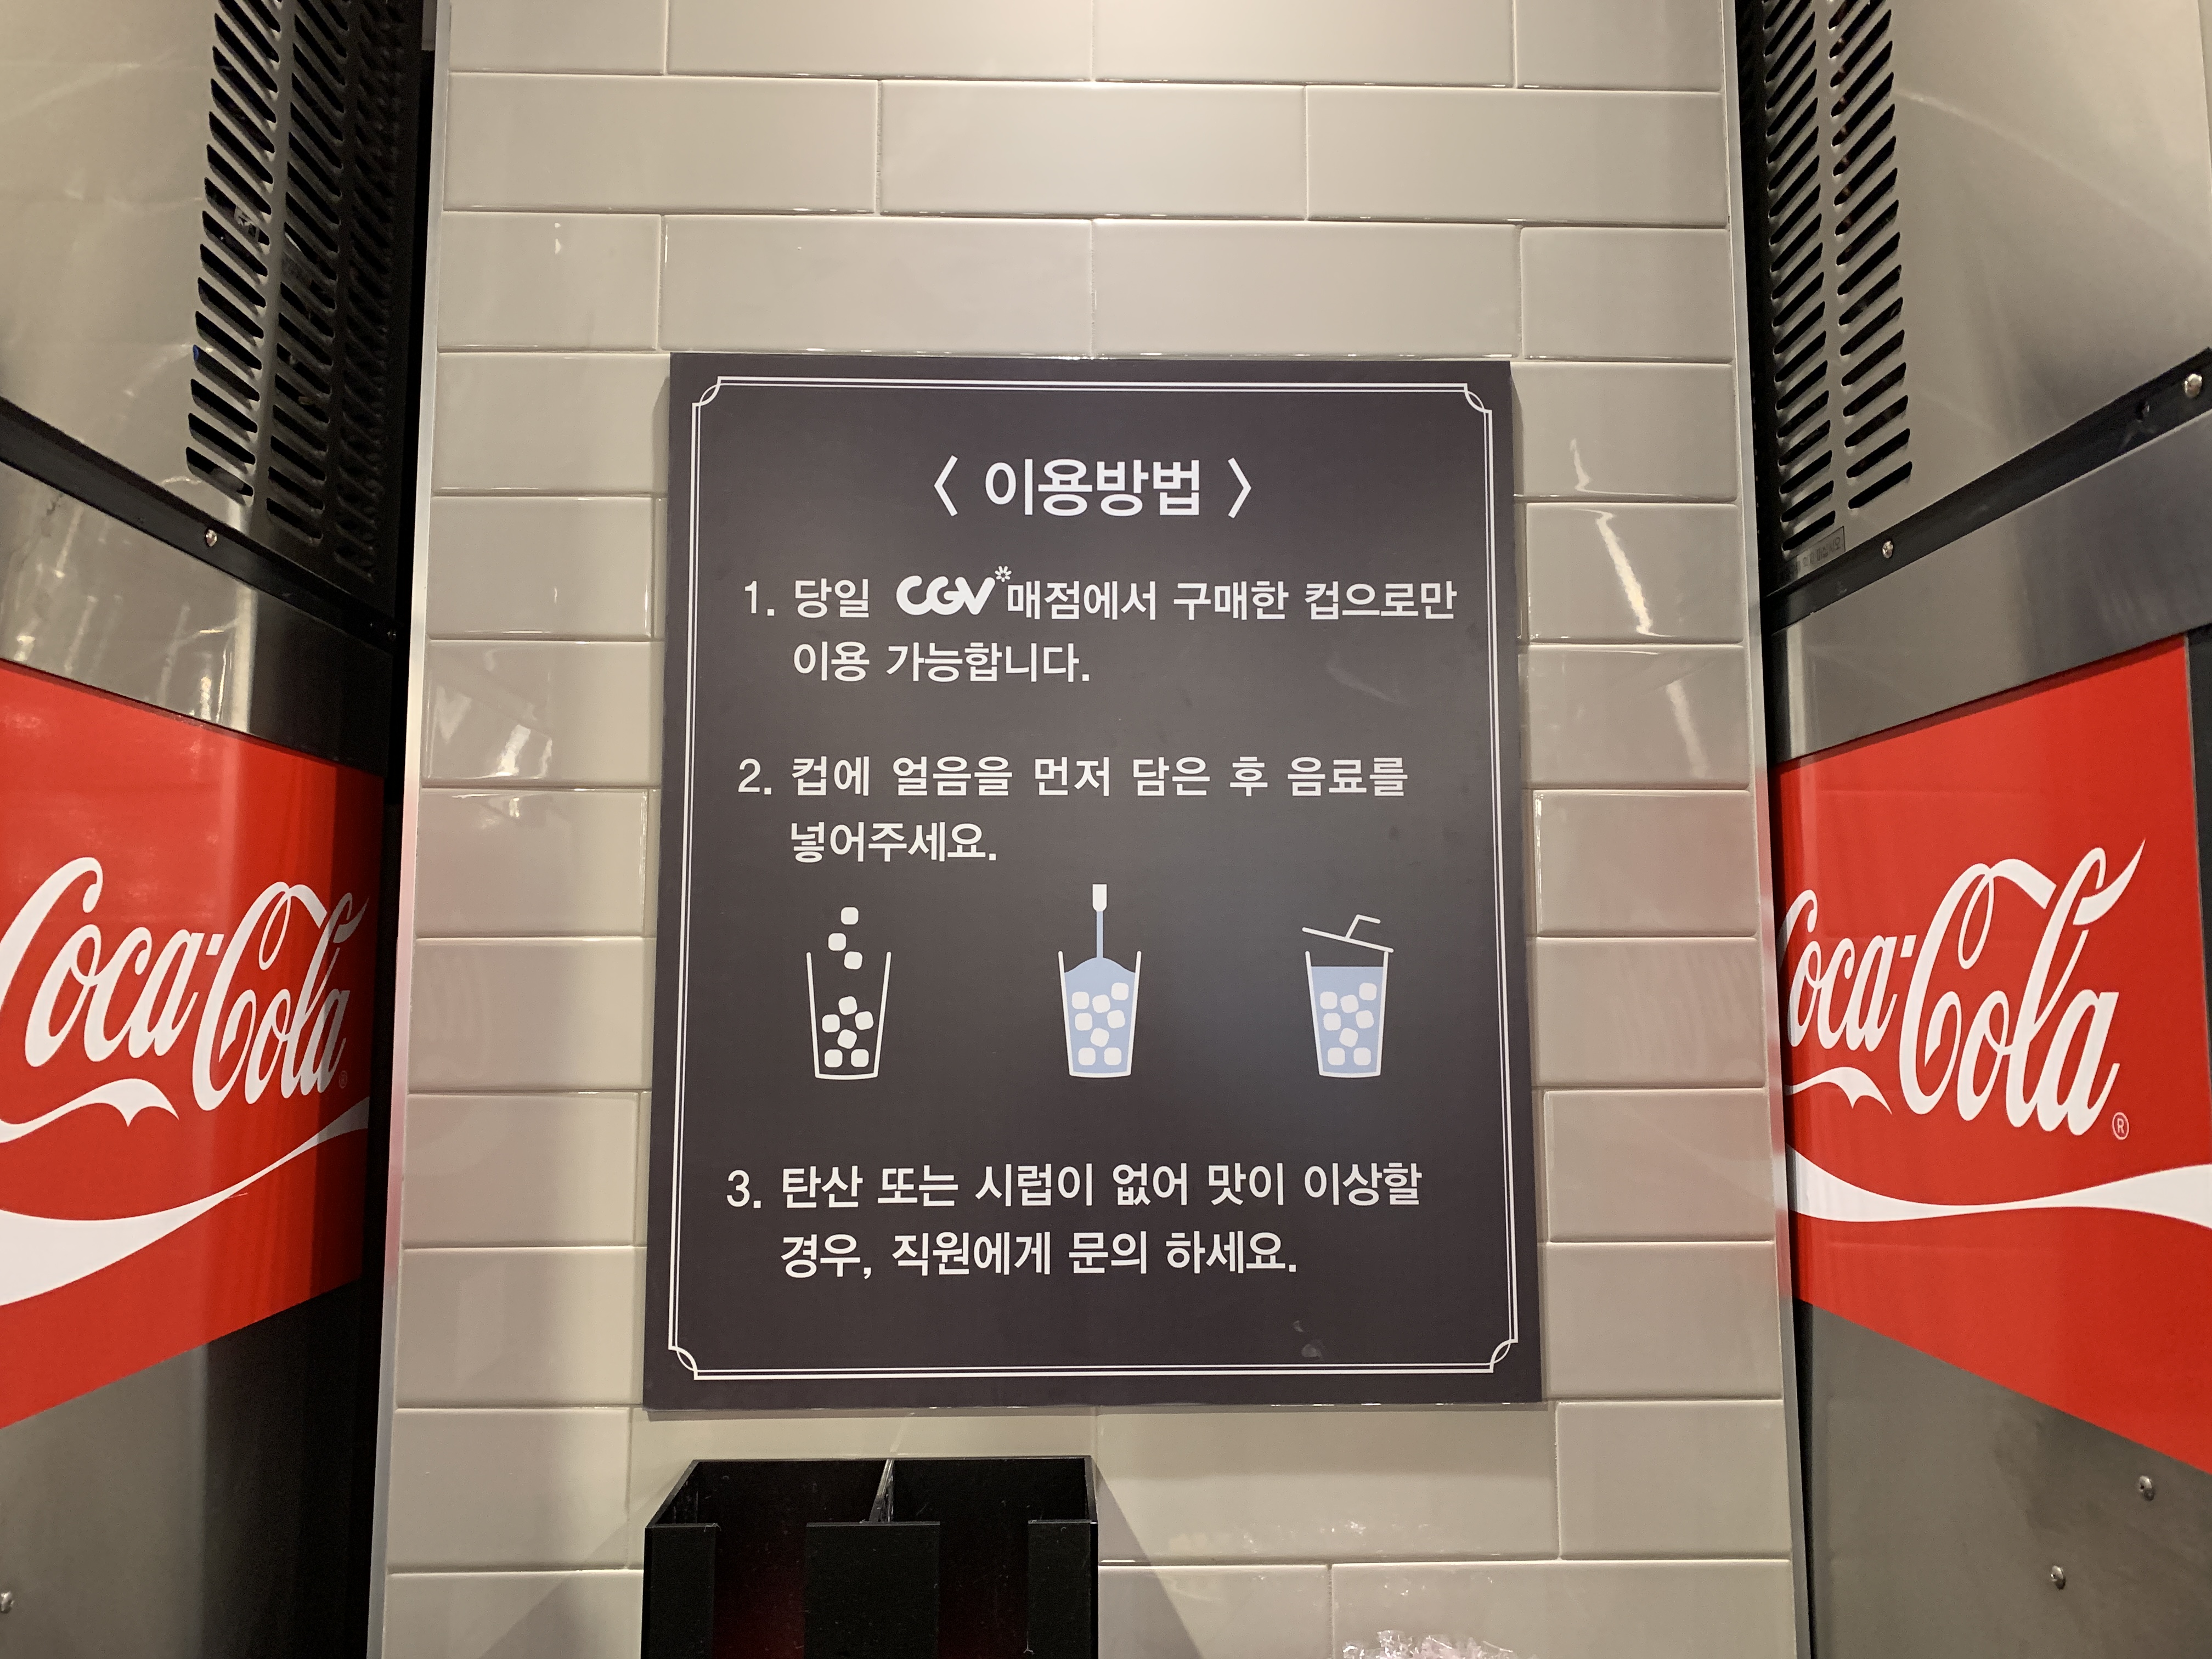 〈 이용방법 〉
1. 당일 CGV 매점에서 구매한 컵으로만
이용 가능합니다.
2. 컵에 얼음을 먼저 담은 후 음료를
넣어주세요.
3. 탄산 또는 시럽이 없어 맛이 이상할
경우, 직원에게 문의 하세요.
Coca-Cola ®
Coca-Cola ®